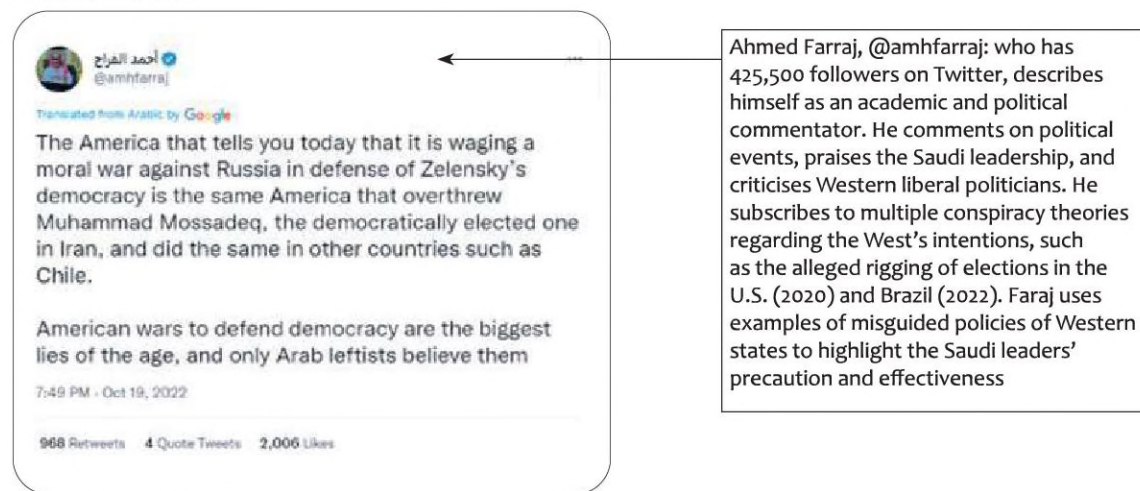 أحمد الفراج
@amhfarraj
Translated from Arabic by Google
The America that tells you today that it is waging a
moral war against Russia in defense of Zelensky's
democracy is the same America that overthrew
Muhammad Mossadeq, the democratically elected one
in Iran, and did the same in other countries such as
Chile.
American wars to defend democracy are the biggest
lies of the age, and only Arab leftists believe them
7:49 PM - Oct 19, 2022
968 Retweets 4 Quote Tweets 2,006 Likes
Ahmed Farraj, @amhfarraj: who has
425,500 followers on Twitter, describes
himself as an academic and political
commentator. He comments on political
events, praises the Saudi leadership, and
criticises Western liberal politicians. He
subscribes to multiple conspiracy theories
regarding the West's intentions, such
as the alleged rigging of elections in the
U.S. (2020) and Brazil (2022). Faraj uses
examples of misguided policies of Western
states to highlight the Saudi leaders'
precaution and effectiveness